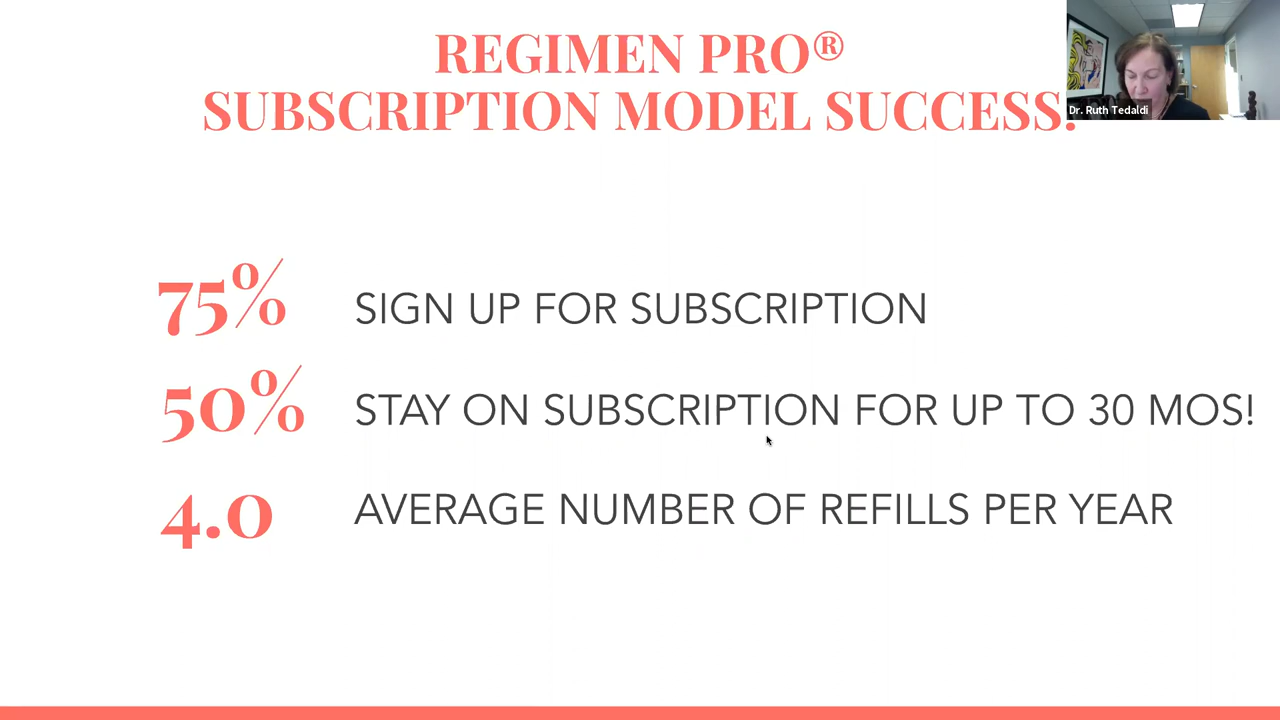 REGIMEN PRO®
SUBSCRIPTION MODEL SUCCESS!
Dr. Ruth Tedaldi
75% SIGN UP FOR SUBSCRIPTION
50% STAY ON SUBSCRIPTION FOR UP TO 30 MOS!
4.0 AVERAGE NUMBER OF REFILLS PER YEAR